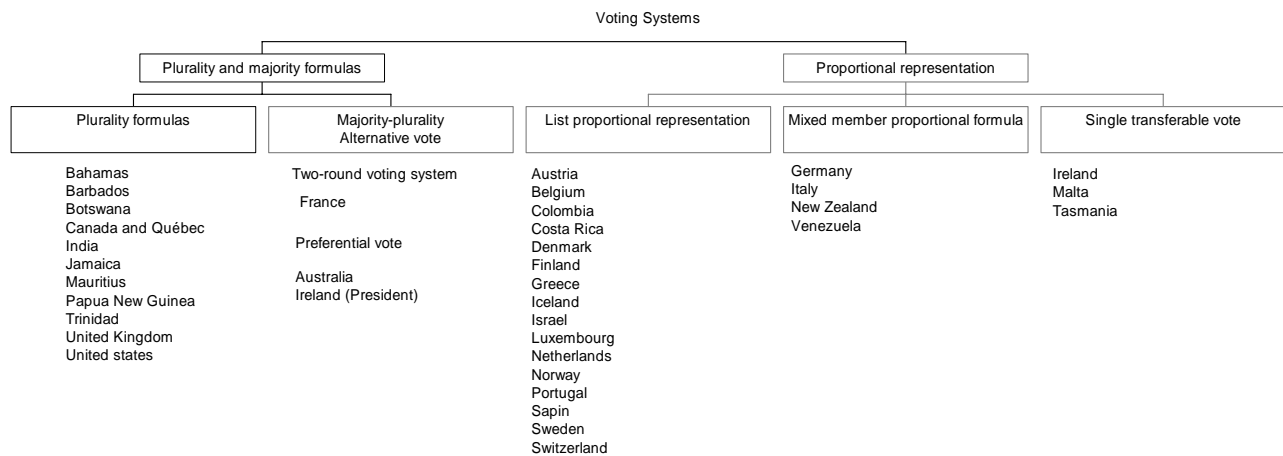 Voting Systems
Plurality and majority formulas
Proportional representation
Plurality formulas
Majority-plurality
Alternative vote
List proportional representation
Mixed member proportional formula
Single transferable vote
Bahamas
Barbados
Botswana
Canada and Québec
India
Jamaica
Mauritius
Papua New Guinea
Trinidad
United Kingdom
United states
Two-round voting system
France
Preferential vote
Australia
Ireland (President)
Austria
Belgium
Colombia
Costa Rica
Denmark
Finland
Greece
Iceland
Israel
Luxembourg
Netherlands
Norway
Portugal
Sapin
Sweden
Switzerland
Germany
Italy
New Zealand
Venezuela
Ireland
Malta
Tasmania